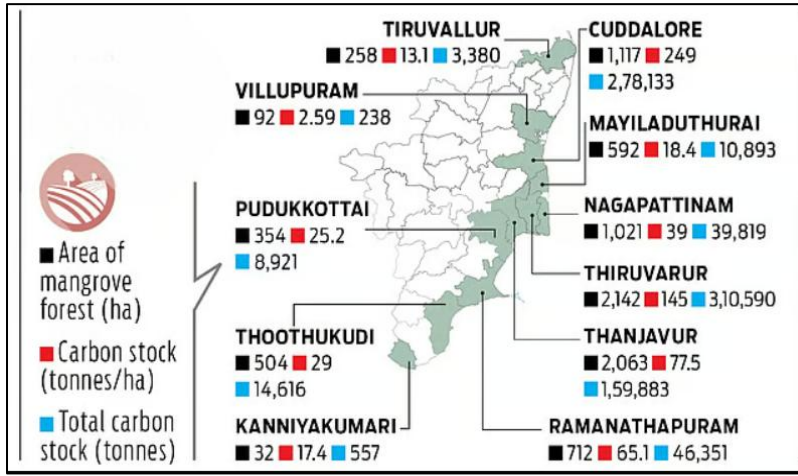 TIRUVALLUR
258 13.1 3,380
CUDDALORE
1,117 249
2,78,133
VILLUPURAM
92 2.59 238
MAYILADUTHURAI
592 18.4 10,893
PUDUKKOTTAI
354 25.2
8,921
NAGAPATTINAM
1,021 39 39,819
THIRUVARUR
2,142 145 3,10,590
THOOTHUKUDI
504 29
14,616
THANJAVUR
2,063 77.5
1,59,883
KANNIYAKUMARI
32 17.4 557
RAMANATHAPURAM
712 65.1 46,351
Area of
mangrove
forest (ha)
Carbon stock
(tonnes/ha)
Total carbon
stock (tonnes)